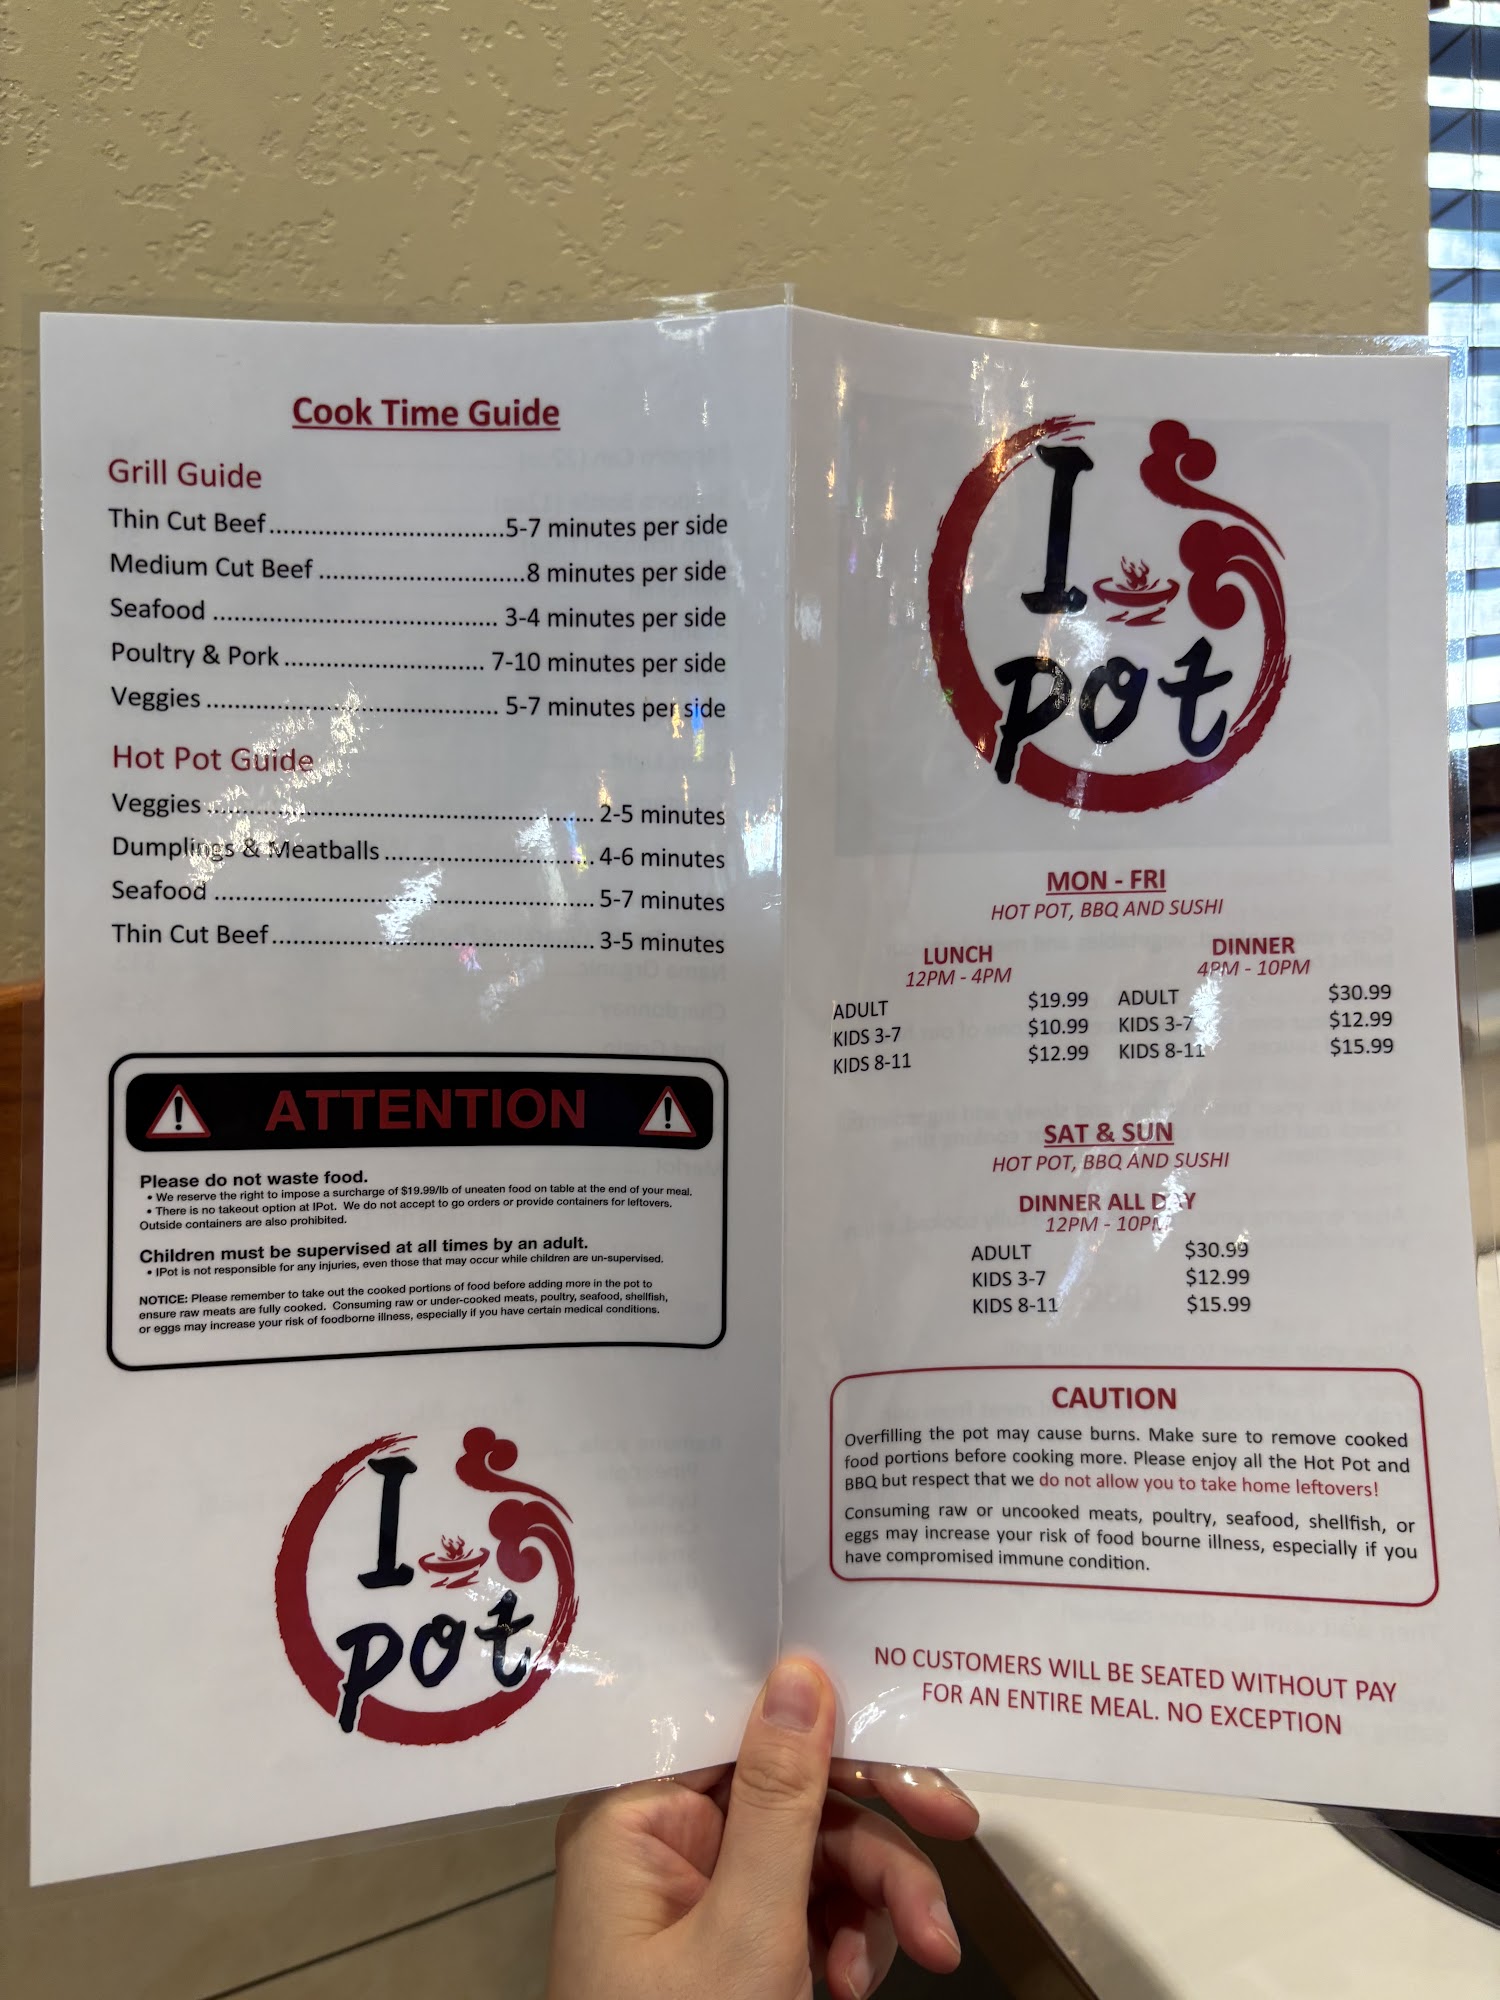 Cook Time Guide
Grill Guide
Thin Cut Beef..................................5-7 minutes per side
Medium Cut Beef.............................8 minutes per side
Seafood........................................3-4 minutes per side
Poultry & Pork............................7-10 minutes per side
Veggies.........................................5-7 minutes per side
Hot Pot Guide
Veggies.....................................................2-5 minutes
Dumplings & Meatballs.............................4-6 minutes
Seafood.....................................................5-7 minutes
Thin Cut Beef.............................................3-5 minutes
ATTENTION
Please do not waste food.
• We reserve the right to impose a surcharge of $19.99/lb of uneaten food on table at the end of your meal.
• There is no takeout option at IPot. We do not accept to go orders or provide containers for leftovers.
Outside containers are also prohibited.
Children must be supervised at all times by an adult.
• IPot is not responsible for any injuries, even those that may occur while children are un-supervised.
NOTICE: Please remember to take out the cooked portions of food before adding more in the pot to
ensure raw meats are fully cooked. Consuming raw or under-cooked meats, poultry, seafood, shellfish,
or eggs may increase your risk of foodborne illness, especially if you have certain medical conditions.
I
pot
I
pot
MON - FRI
HOT POT, BBQ AND SUSHI
LUNCH
12PM - 4PM
ADULT $19.99
KIDS 3-7 $10.99
KIDS 8-11 $12.99
DINNER
4PM - 10PM
ADULT $30.99
KIDS 3-7 $12.99
KIDS 8-11 $15.99
SAT & SUN
HOT POT, BBQ AND SUSHI
DINNER ALL DAY
12PM - 10PM
ADULT $30.99
KIDS 3-7 $12.99
KIDS 8-11 $15.99
CAUTION
Overfilling the pot may cause burns. Make sure to remove cooked
food portions before cooking more. Please enjoy all the Hot Pot and
BBQ but respect that we do not allow you to take home leftovers!
Consuming raw or uncooked meats, poultry, seafood, shellfish, or
eggs may increase your risk of food bourne illness, especially if you
have compromised immune condition.
NO CUSTOMERS WILL BE SEATED WITHOUT PAY
FOR AN ENTIRE MEAL. NO EXCEPTION